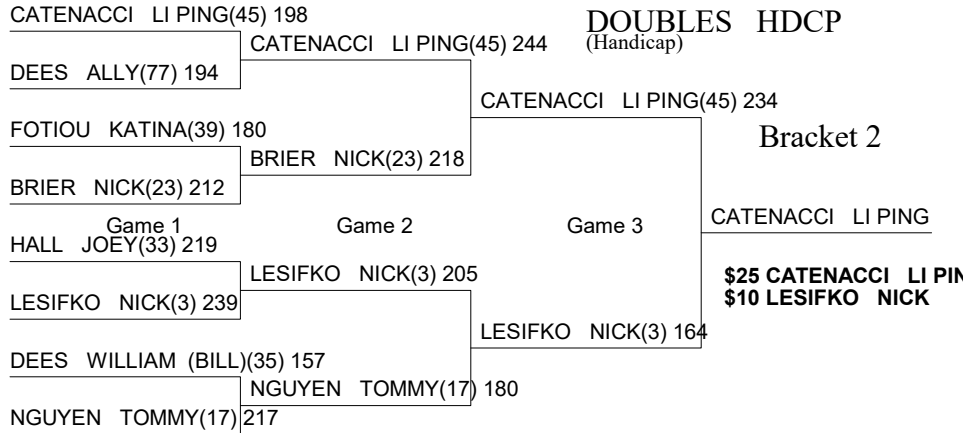 CATENACCI LI PING(45) 198
DOUBLES HDCP
(Handicap)
CATENACCI LI PING(45) 244
DEES ALLY(77) 194
CATENACCI LI PING(45) 234
FOTIOU KATINA(39) 180
Bracket 2
BRIER NICK(23) 218
BRIER NICK(23) 212
Game 1
Game 2
Game 3
CATENACCI LI PING
HALL JOEY(33) 219
LESIFKO NICK(3) 205
$25 CATENACCI LI PIN
$10 LESIFKO NICK
LESIFKO NICK(3) 239
LESIFKO NICK(3) 164
DEES WILLIAM (BILL)(35) 157
NGUYEN TOMMY(17) 180
NGUYEN TOMMY(17) 217